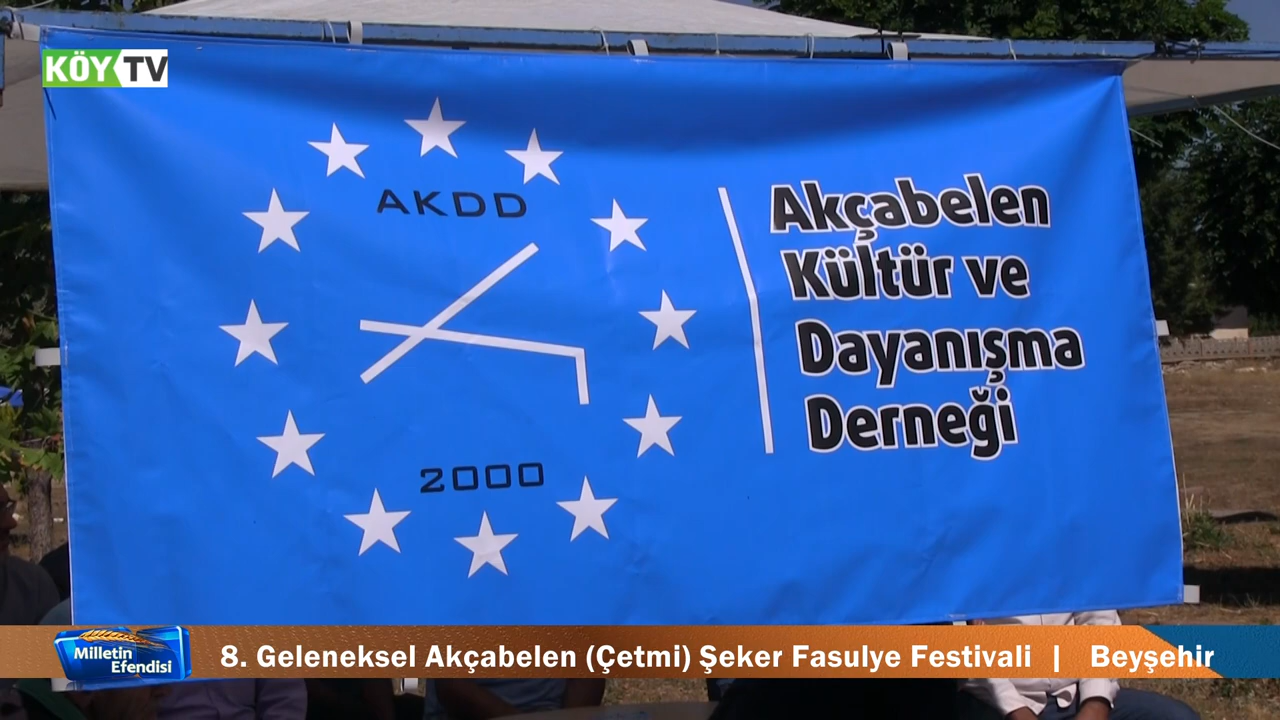 KÖY TV
AKDD
2000
Akçabelen
Kültür ve
Dayanışma
Derneği
Milletin
Efendisi
8. Geleneksel Akçabelen (Çetmi) Şeker Fasulye Festivali | Beyşehir